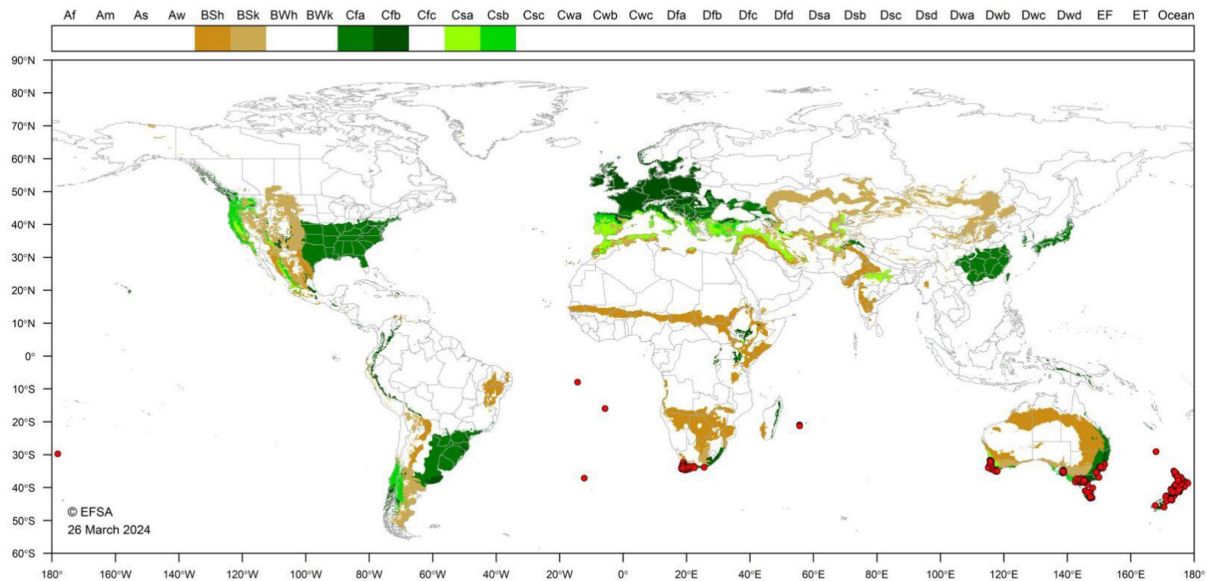 Af Am As Aw BSh BSk BWh BWk Cfa Cfb Cfc Csa Csb Csc Cwa Cwb Cwc Dfa Dfb Dfc Dfd Dsa Dsb Dsc Dsd Dwa Dwb Dwc Dwd EF ET Ocean
90°N
80°N
70°N
60°N
50°N
40°N
30°N
20°N
10°N
0°
10°S
20°S
30°S
40°S
50°S
60°S
© EFSA
26 March 2024
180° 160°W 140°W 120°W 100°W 80°W 60°W 40°W 20°W 0° 20°E 40°E 60°E 80°E 100°E 120°E 140°E 160°E 180°